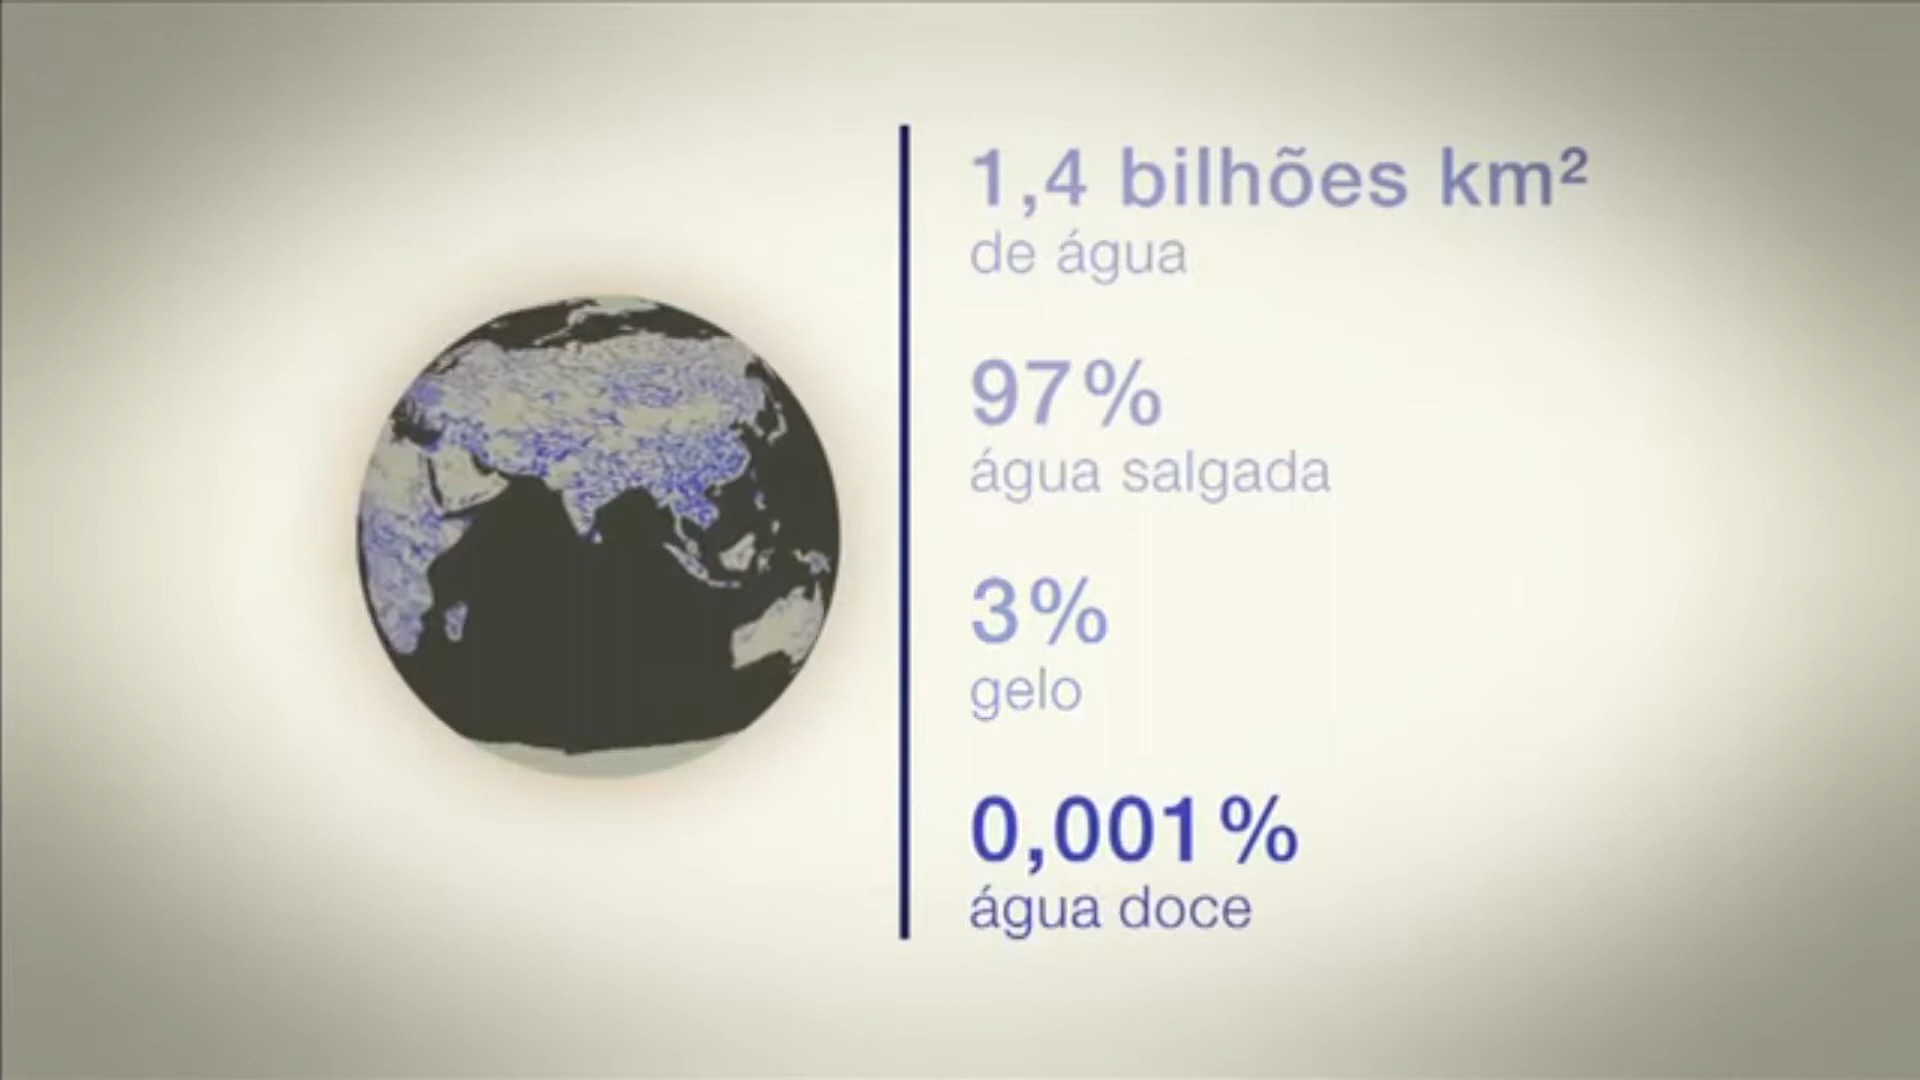 1,4 bilhões km²
de água
97%
água salgada
3%
gelo
0,001%
água doce